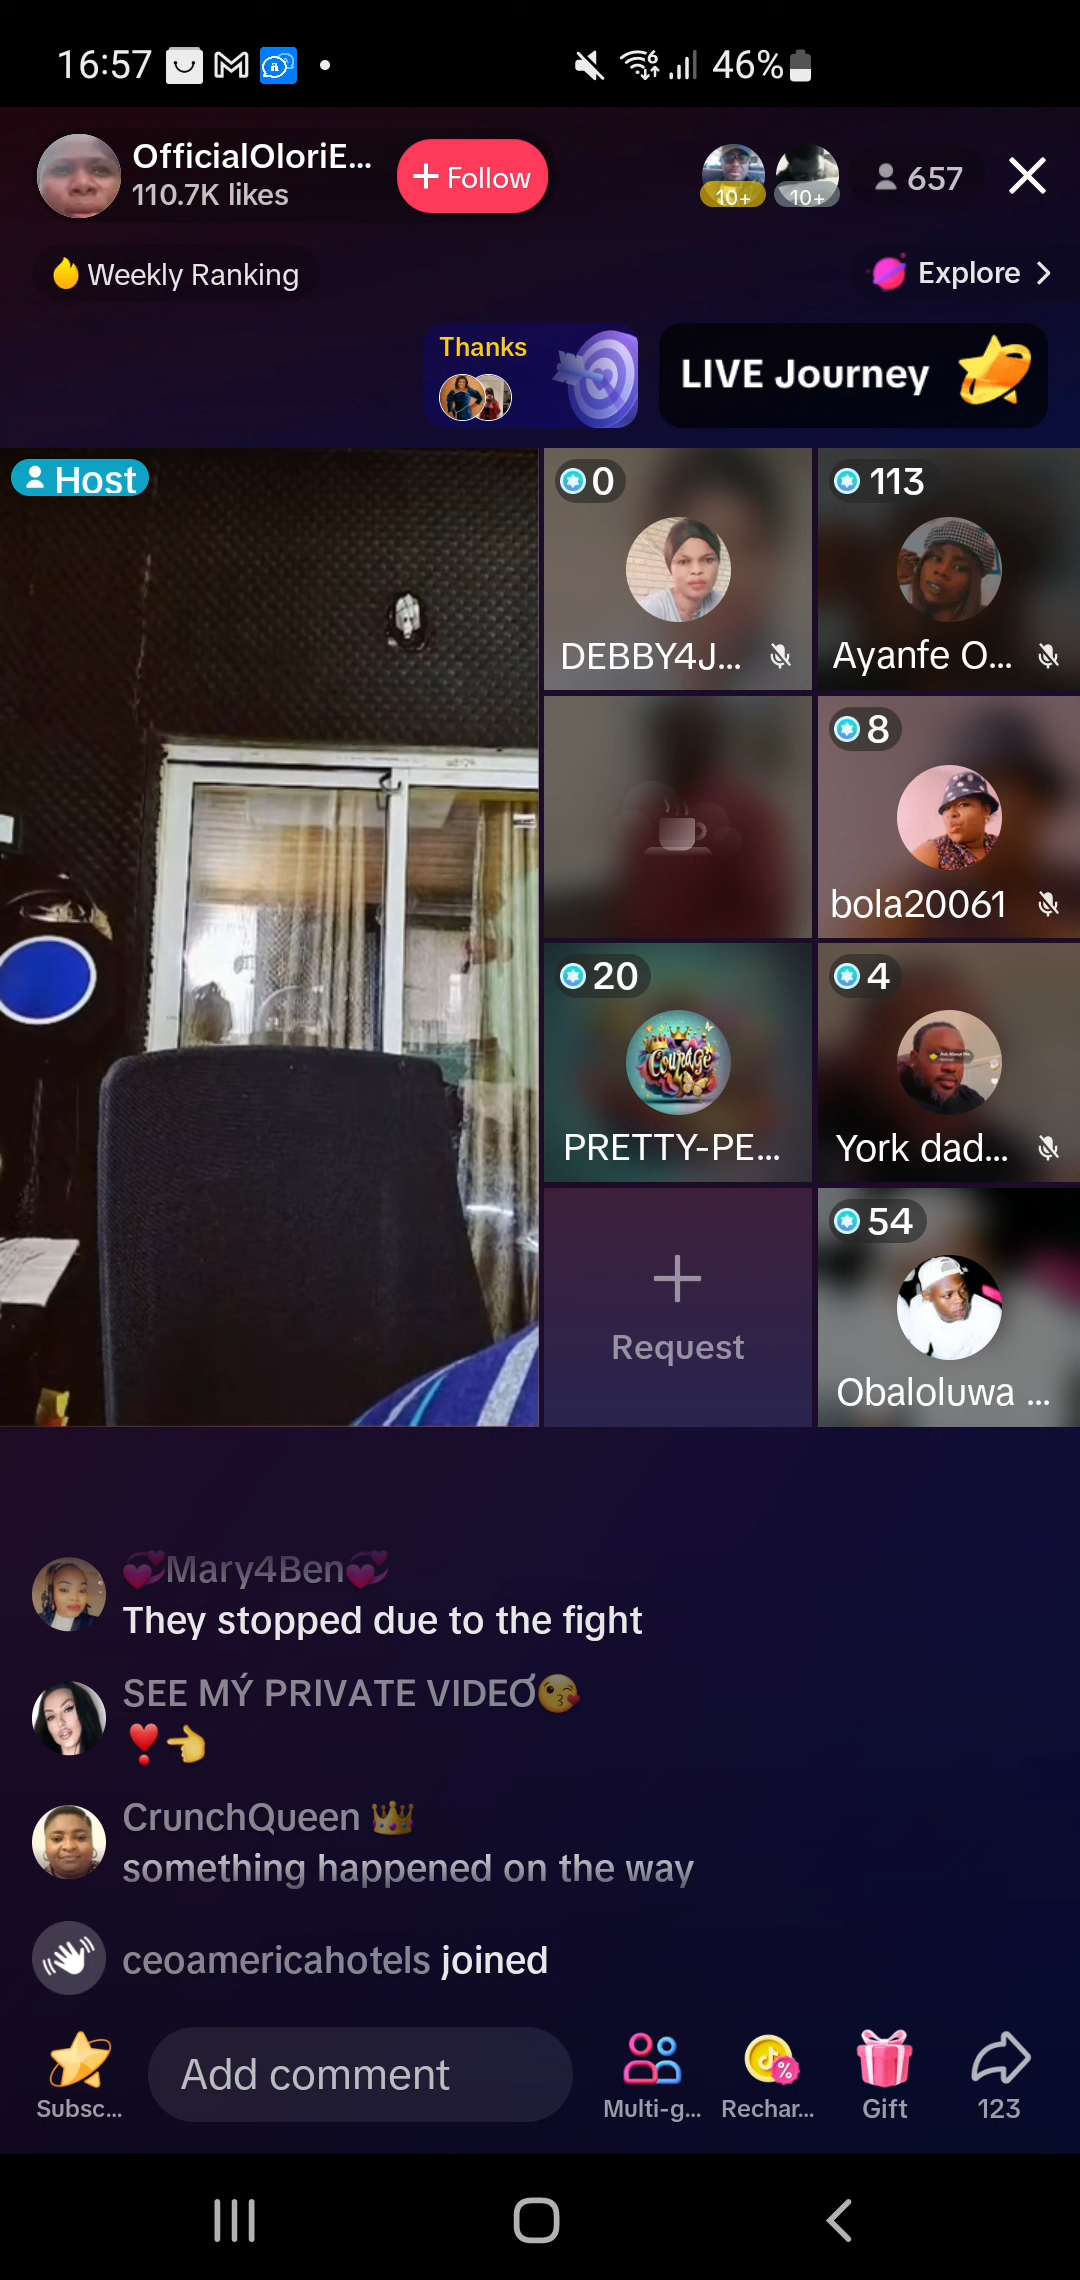 16:57
46%
OfficialOloriE...
110.7K likes
+ Follow
10+
10+
657
Weekly Ranking
Explore >
Thanks
LIVE Journey
Host
0
DEBBY4J...
113
Ayanfe O...
8
bola20061
20
Courage
PRETTY-PE...
4
York dad...
Request
54
Obaloluwa ...
💞Mary4Ben💞
They stopped due to the fight
SEE MÝ PRIVATE VIDEƠ😘
❣️👈
CrunchQueen 👑
something happened on the way
ceoamericahotels joined
Subsc...
Add comment
Multi-g...
Rechar...
Gift
123